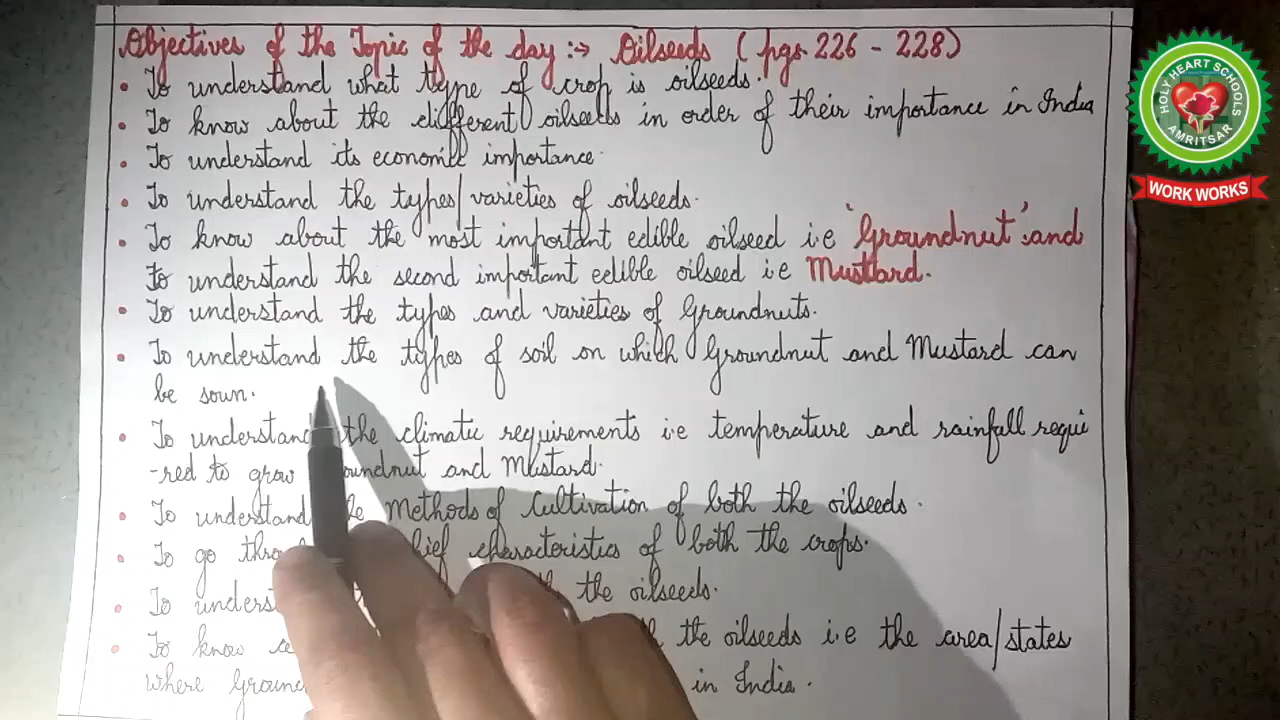 Objectives of the Topic of the day :→ Oilseeds ( pgs. 226 - 228)
• To understand what type of crop is oilseeds.
• To know about the different oilseeds in order of their importance in India
• To understand its economic importance.
• To understand the types/varieties of oilseeds.
• To know about the most important edible oilseed i.e 'Groundnut' and
To understand the second important edible oilseed i.e Mustard.
• To understand the types and varieties of Groundnuts.
• To understand the types of soil on which Groundnut and Mustard can
be soun.
• To understand the climatic requirements i.e temperature and rainfall requi
-red to grow Groundnut and Mustard.
• To understand the Methods of Cultivation of both the oilseeds.
• To go chief characteristics of both the crops.
• To the oilseeds.
• To know the oilseeds i.e the area/states
where in India.
HOLY HEART SCHOOLS
AMRITSAR
WORK WORKS